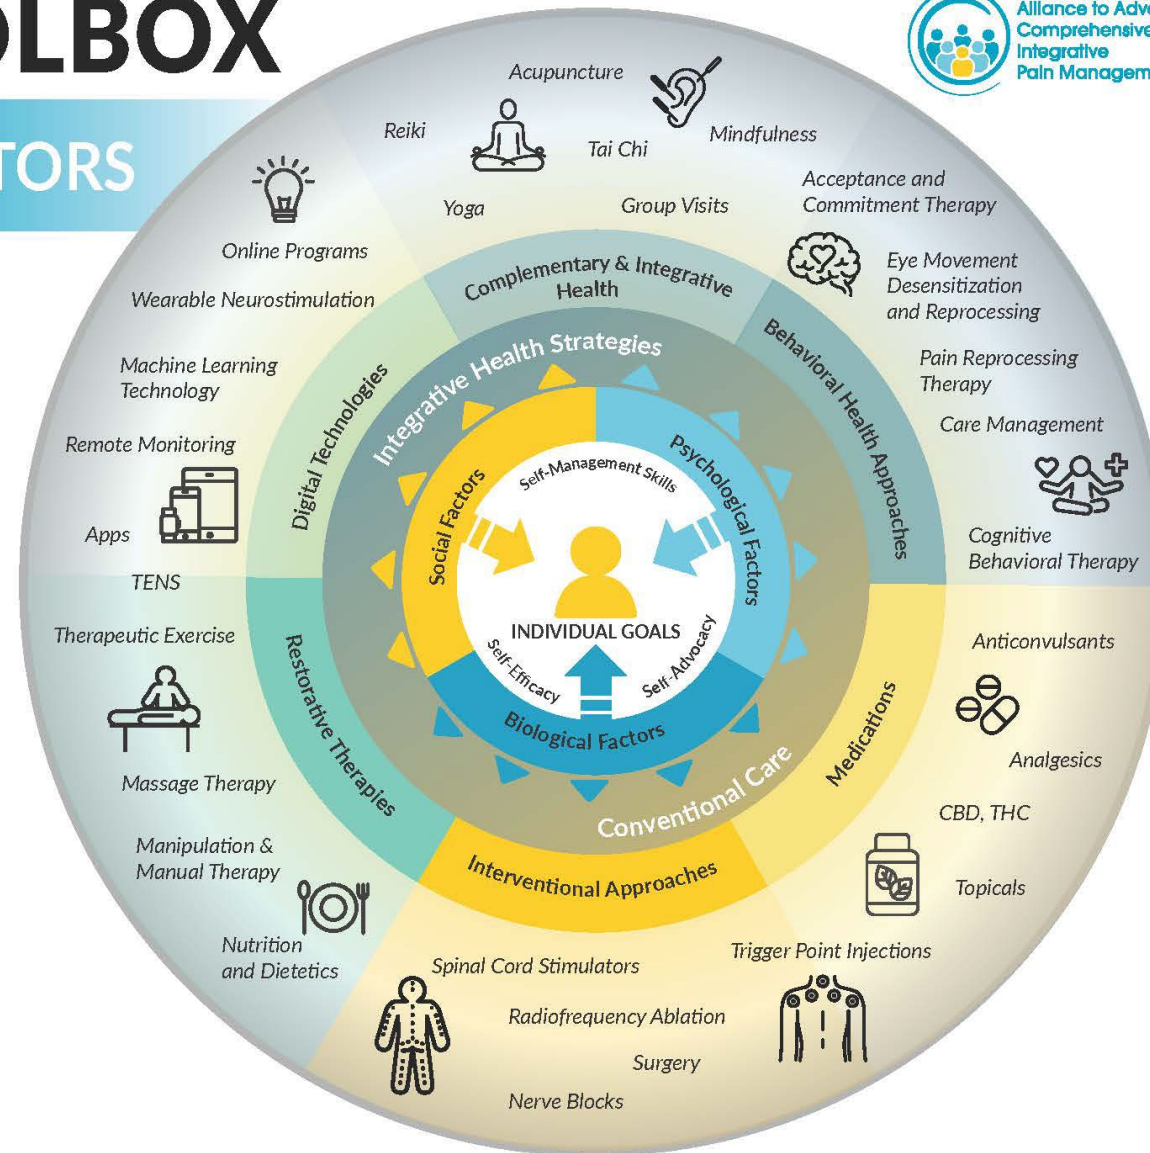 OLBOX
TORS
Alliance to Adv
Comprehensive
Integrative
Pain Managem
Acupuncture
Reiki
Tai Chi
Mindfulness
Yoga
Group Visits
Acceptance and
Commitment Therapy
Eye Movement
Desensitization
and Reprocessing
Pain Reprocessing
Therapy
Care Management
Cognitive
Behavioral Therapy
Online Programs
Wearable Neurostimulation
Machine Learning
Technology
Remote Monitoring
Apps
TENS
Therapeutic Exercise
Massage Therapy
Manipulation &
Manual Therapy
Nutrition
and Dietetics
Anticonvulsants
Analgesics
CBD, THC
Topicals
Trigger Point Injections
Spinal Cord Stimulators
Radiofrequency Ablation
Surgery
Nerve Blocks
Complementary & Integrative
Health
Behavioral Health Approaches
Medications
Interventional Approaches
Restorative Therapies
Digital Technologies
Integrative Health Strategies
Conventional Care
Social Factors
Psychological Factors
Biological Factors
Self-Management Skills
INDIVIDUAL GOALS
Self-Efficacy
Self-Advocacy